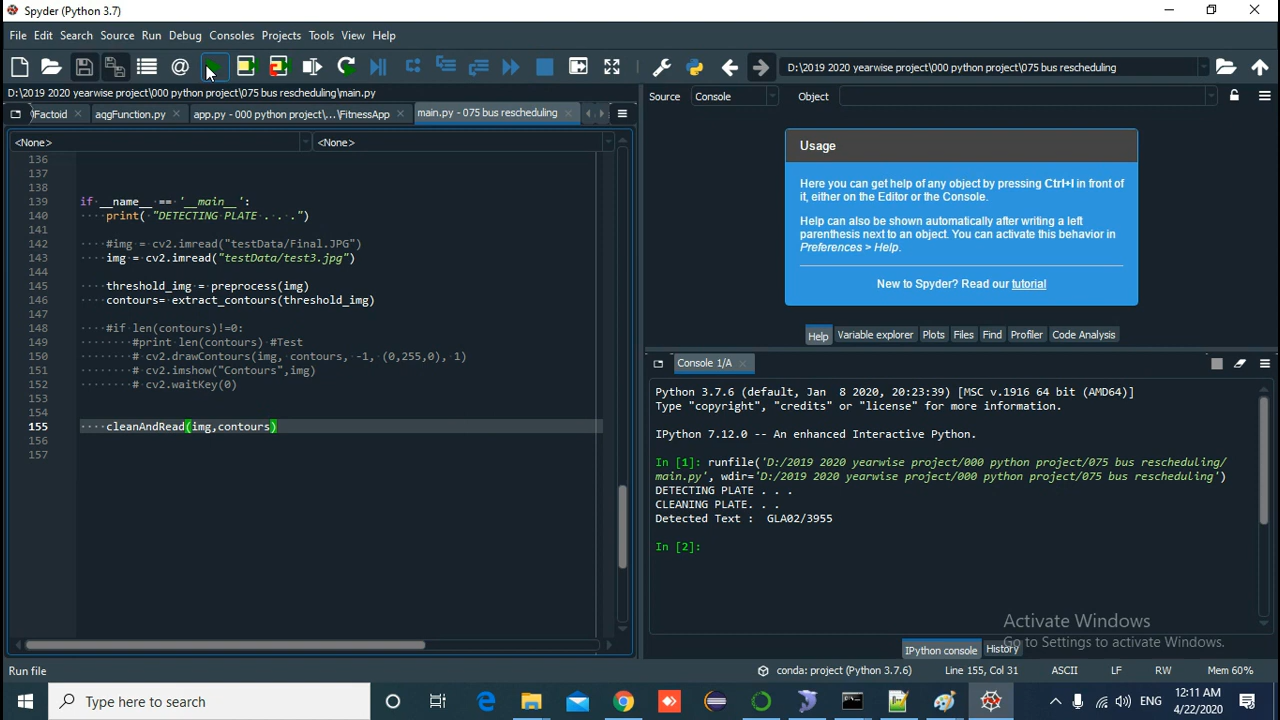 Spyder (Python 3.7)
File Edit Search Source Run Debug Consoles Projects Tools View Help
D:\2019 2020 yearwise project\000 python project\075 bus rescheduling
D:\2019 2020 yearwise project\000 python project\075 bus rescheduling\main.py
Source Console Object
Factoid aqgFunction.py app.py - 000 python project\...\FitnessApp main.py - 075 bus rescheduling
<None> <None>
136
137
138
139 if __name__ == '__main__':
140 ····print( "DETECTING PLATE . . .")
141
142 ····#img = cv2.imread("testData/Final.JPG")
143 ····img = cv2.imread("testData/test3.jpg")
144
145 ····threshold_img = preprocess(img)
146 ····contours= extract_contours(threshold_img)
147
148 ····#if len(contours)!=0:
149 ········#print len(contours) #Test
150 ········# cv2.drawContours(img, contours, -1, (0,255,0), 1)
151 ········# cv2.imshow("Contours",img)
152 ········# cv2.waitKey(0)
153
154
155 ····cleanAndRead(img,contours)
156
157
Usage
Here you can get help of any object by pressing Ctrl+I in front of
it, either on the Editor or the Console.
Help can also be shown automatically after writing a left
parenthesis next to an object. You can activate this behavior in
Preferences > Help.
New to Spyder? Read our tutorial
Help Variable explorer Plots Files Find Profiler Code Analysis
Console 1/A
Python 3.7.6 (default, Jan  8 2020, 20:23:39) [MSC v.1916 64 bit (AMD64)]
Type "copyright", "credits" or "license" for more information.
IPython 7.12.0 -- An enhanced Interactive Python.
In [1]: runfile('D:/2019 2020 yearwise project/000 python project/075 bus rescheduling/
main.py', wdir='D:/2019 2020 yearwise project/000 python project/075 bus rescheduling')
DETECTING PLATE . . .
CLEANING PLATE. . .
Detected Text :  GLA02/3955
In [2]:
Activate Windows
Go to Settings to activate Windows.
IPython console History
Run file conda: project (Python 3.7.6) Line 155, Col 31 ASCII LF RW Mem 60%
Type here to search
ENG
12:11 AM
4/22/2020